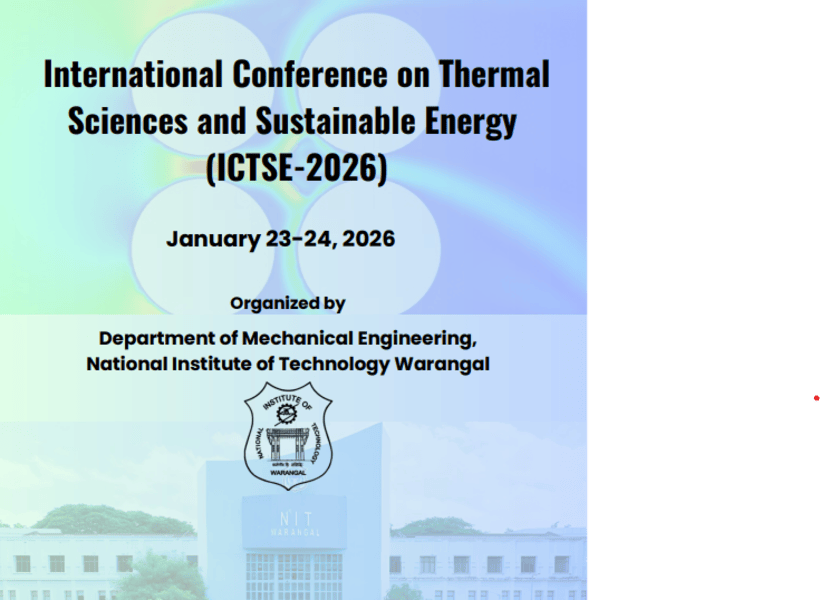 International Conference on Thermal
Sciences and Sustainable Energy
(ICTSE-2026)
January 23-24, 2026
Organized by
Department of Mechanical Engineering,
National Institute of Technology Warangal
NATIONAL INSTITUTE OF TECHNOLOGY
WARANGAL
NIT
WARANGAL